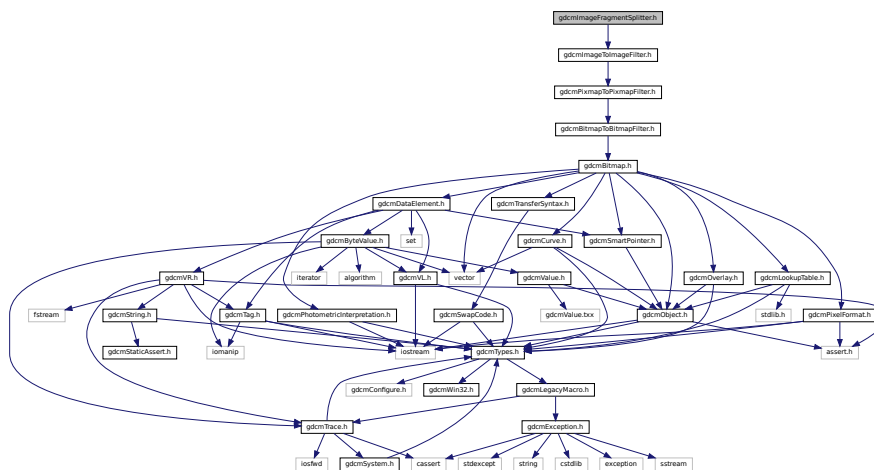 gdcmImageFragmentSplitter.h
gdcmImageToImageFilter.h
gdcmPixmapToPixmapFilter.h
gdcmBitmapToBitmapFilter.h
gdcmBitmap.h
gdcmDataElement.h
gdcmTransferSyntax.h
gdcmByteValue.h
set
gdcmCurve.h
gdcmSmartPointer.h
gdcmVR.h
iterator
algorithm
gdcmVL.h
vector
gdcmValue.h
gdcmOverlay.h
gdcmLookupTable.h
fstream
gdcmString.h
gdcmTag.h
gdcmPhotometricInterpretation.h
gdcmSwapCode.h
gdcmValue.txx
gdcmObject.h
stdlib.h
gdcmPixelFormat.h
gdcmStaticAssert.h
iomanip
iostream
gdcmTypes.h
assert.h
gdcmConfigure.h
gdcmWin32.h
gdcmLegacyMacro.h
gdcmTrace.h
gdcmException.h
iosfwd
gdcmSystem.h
cassert
stdexcept
string
cstdlib
exception
sstream